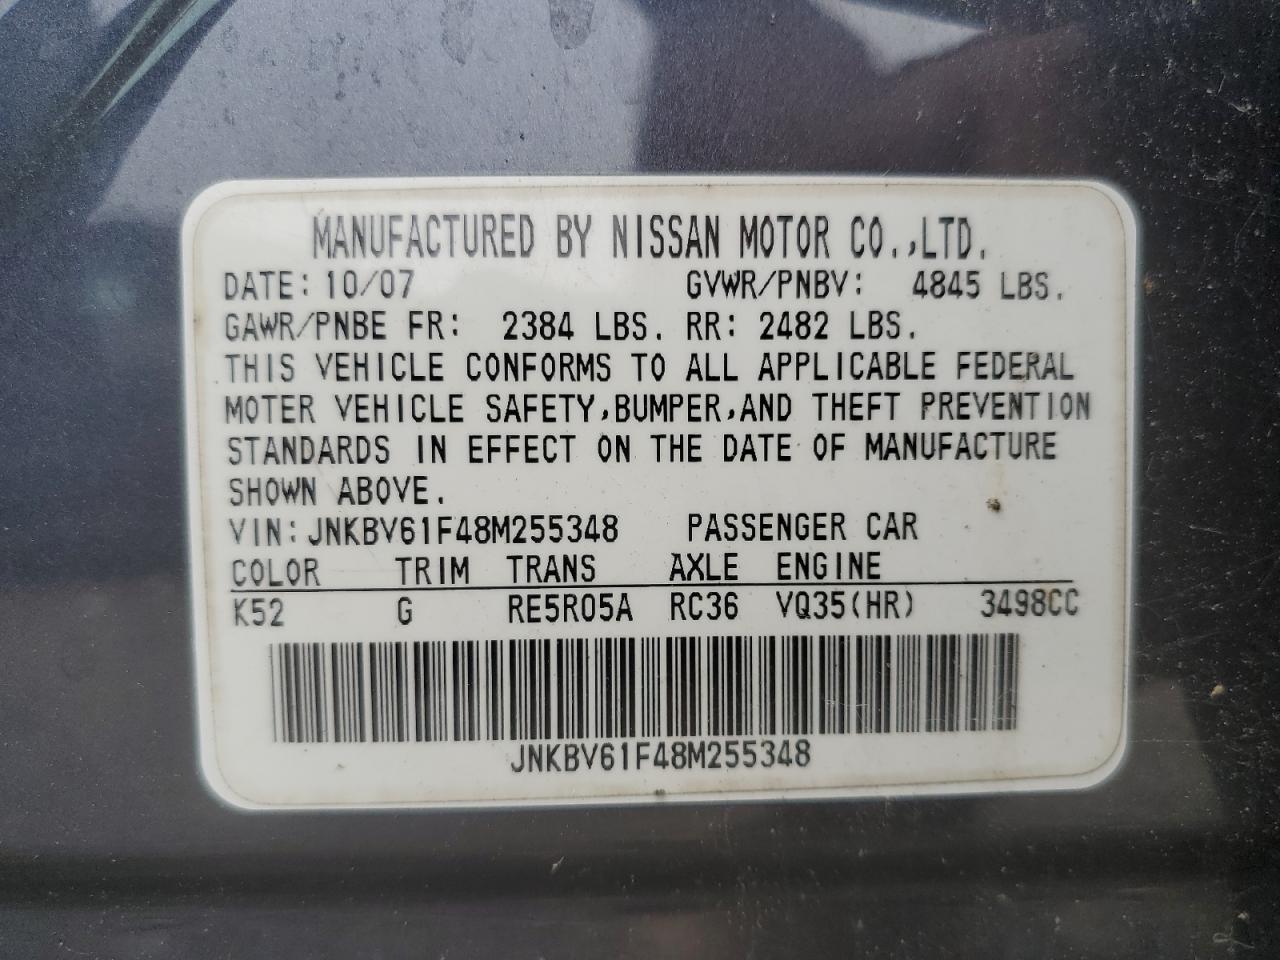 MANUFACTURED BY NISSAN MOTOR CO.,LTD.
DATE: 10/07 GVWR/PNBV: 4845 LBS.
GAWR/PNBE FR: 2384 LBS. RR: 2482 LBS.
THIS VEHICLE CONFORMS TO ALL APPLICABLE FEDERAL
MOTER VEHICLE SAFETY,BUMPER,AND THEFT PREVENTION
STANDARDS IN EFFECT ON THE DATE OF MANUFACTURE
SHOWN ABOVE.
VIN:JNKBV61F48M255348 PASSENGER CAR
COLOR TRIM TRANS AXLE ENGINE
K52 G RE5R05A RC36 VQ35(HR) 3498CC
JNKBV61F48M255348